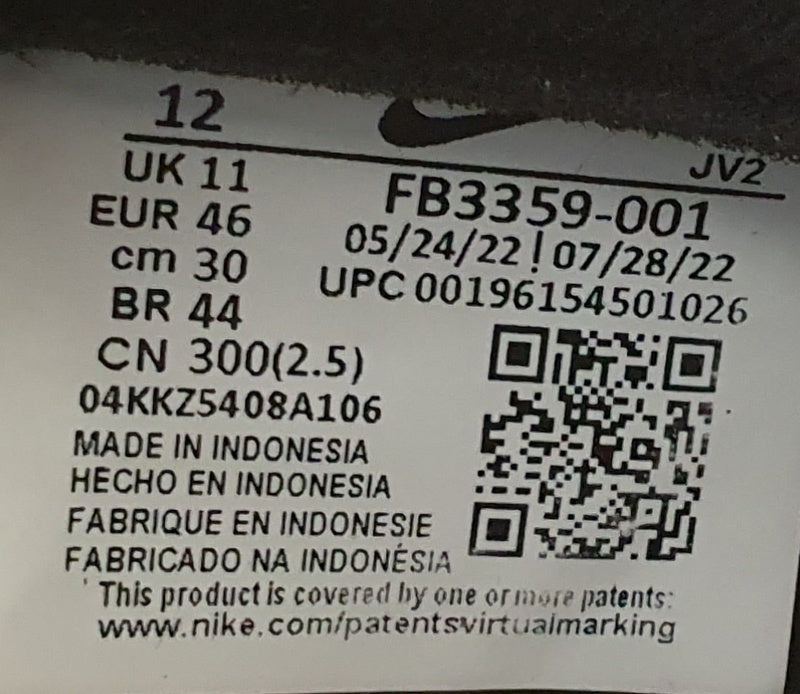 12
JV2
UK 11
EUR 46
cm 30
BR 44
CN 300(2.5)
FB3359-001
05/24/22 ! 07/28/22
UPC 00196154501026
04KKZ5408A106
MADE IN INDONESIA
HECHO EN INDONESIA
FABRIQUE EN INDONESIE
FABRICADO NA INDONÉSIA
This product is covered by one or more patents:
www.nike.com/patentsvirtualmarking